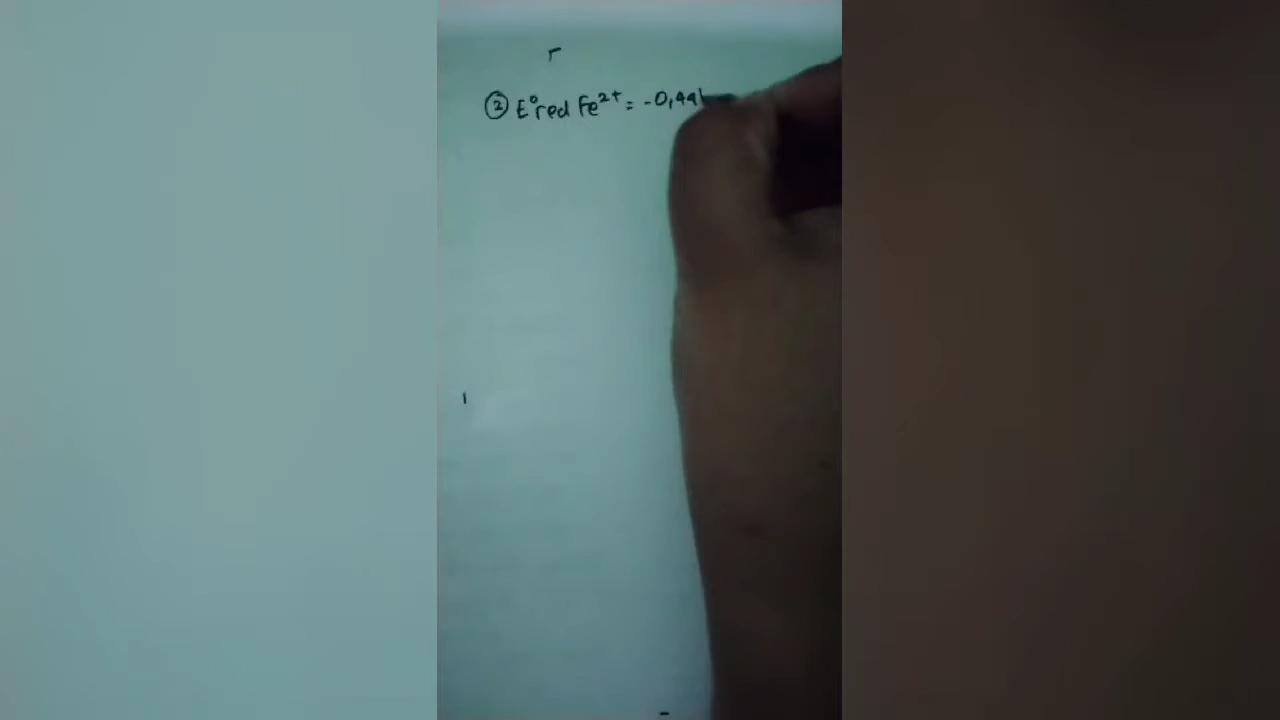 ② E°red Fe²⁺ = -0,44